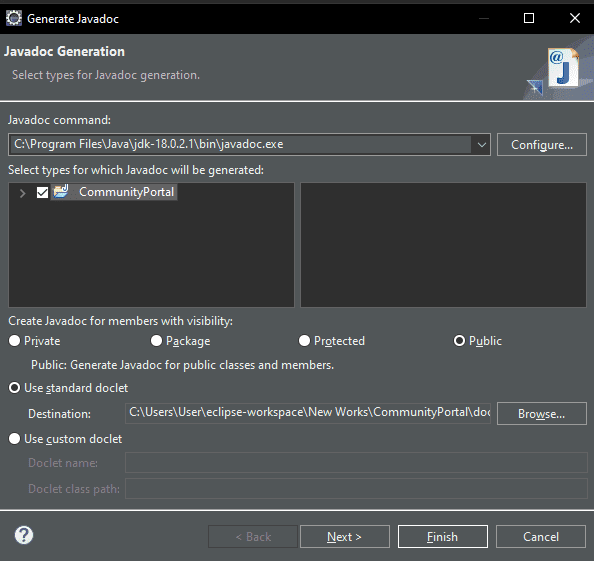 Generate Javadoc
Javadoc Generation
Select types for Javadoc generation.
@
J
Javadoc command:
C:\Program Files\Java\jdk-18.0.2.1\bin\javadoc.exe
Configure...
Select types for which Javadoc will be generated:
CommunityPortal
Create Javadoc for members with visibility:
Private Package Protected Public
Public: Generate Javadoc for public classes and members.
Use standard doclet
Destination: C:\Users\User\eclipse-workspace\New Works\CommunityPortal\doc Browse...
Use custom doclet
Doclet name:
Doclet class path:
? < Back Next > Finish Cancel